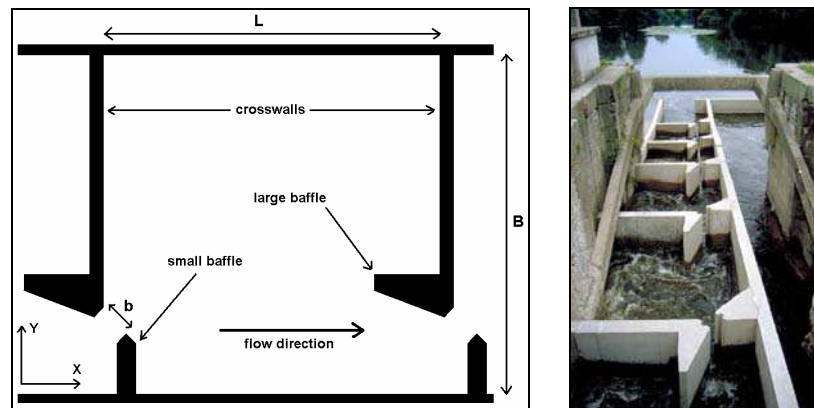 L
crosswalls
large baffle
B
small baffle
b
Y
flow direction
X